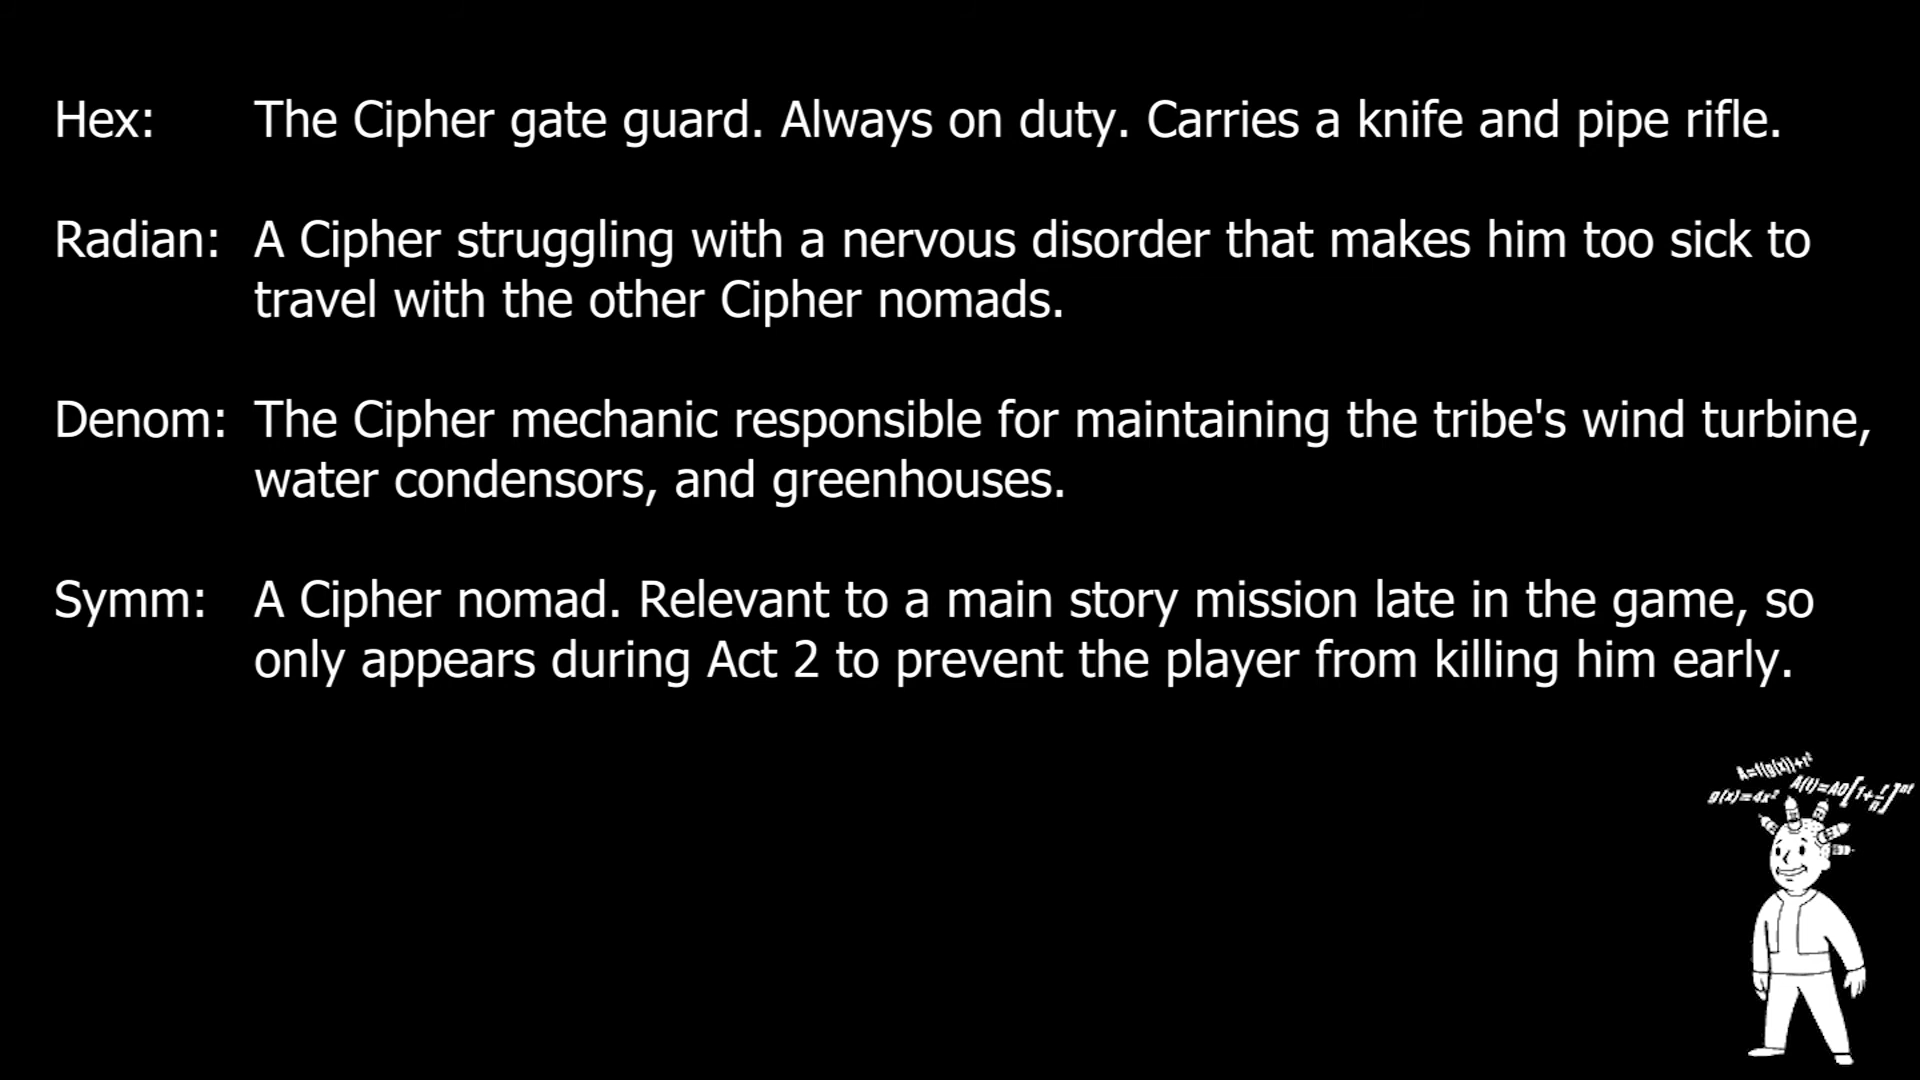 Hex: The Cipher gate guard. Always on duty. Carries a knife and pipe rifle.
Radian: A Cipher struggling with a nervous disorder that makes him too sick to
travel with the other Cipher nomads.
Denom: The Cipher mechanic responsible for maintaining the tribe's wind turbine,
water condensors, and greenhouses.
Symm: A Cipher nomad. Relevant to a main story mission late in the game, so
only appears during Act 2 to prevent the player from killing him early.
g(x)=4x²